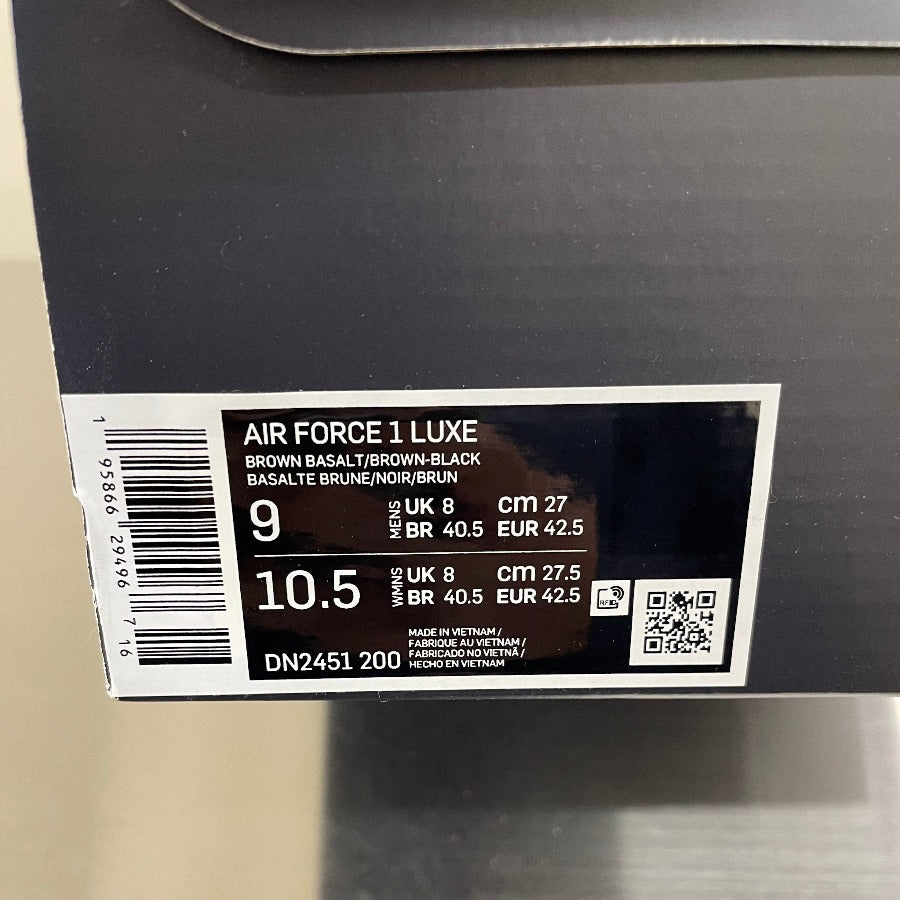 AIR FORCE 1 LUXE
BROWN BASALT/BROWN-BLACK
BASALTE BRUNE/NOIR/BRUN
9 MENS UK 8 cm 27
BR 40.5 EUR 42.5
10.5 WMNS UK 8 cm 27.5
BR 40.5 EUR 42.5
RFID
DN2451 200
MADE IN VIETNAM /
FABRIQUE AU VIETNAM /
FABRICADO NO VIETNÃ /
HECHO EN VIETNAM
1 95866 29496 7 16